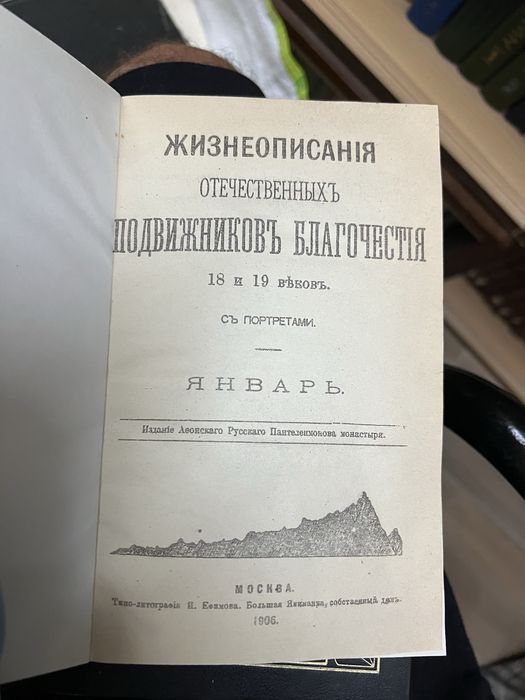 ЖИЗНЕОПИСАНІЯ
ОТЕЧЕСТВЕННЫХЪ
ПОДВИЖНИКОВЪ БЛАГОЧЕСТІЯ
18 и 19 вѣковъ.
СЪ ПОРТРЕТАМИ.
ЯНВАРЬ.
Изданіе Аѳонскаго Русскаго Пантелеимонова монастыря.
МОСКВА.
Типо-литографія И. Ефимова. Большая Якиманка, собственный домъ.
1906.